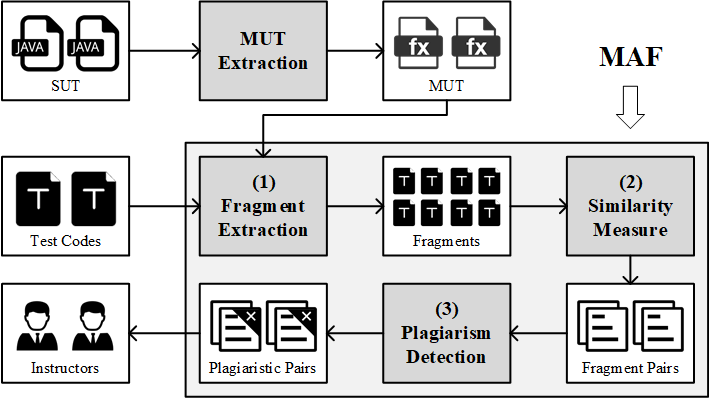 JAVA JAVA
SUT
MUT
Extraction
fx fx
MUT
MAF
T T
Test Codes
(1)
Fragment
Extraction
T T T T
T T T T
Fragments
(2)
Similarity
Measure
Instructors
Plagiaristic Pairs
(3)
Plagiarism
Detection
Fragment Pairs